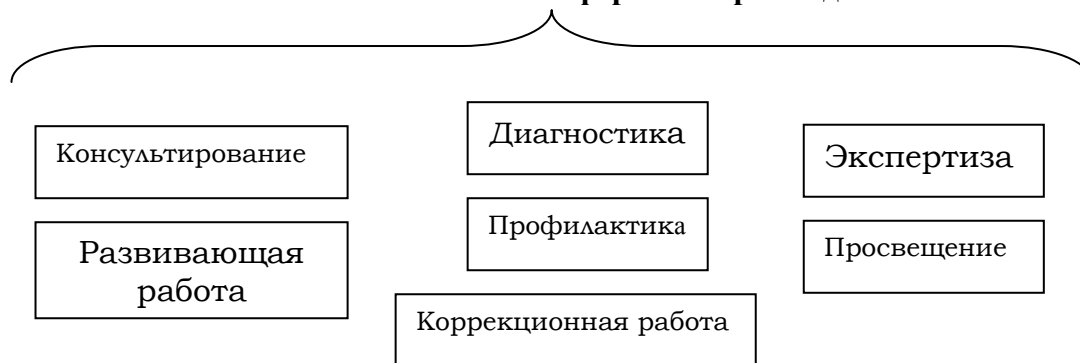 Консультирование
Диагностика
Экспертиза
Развивающая
работа
Профилактика
Просвещение
Коррекционная работа